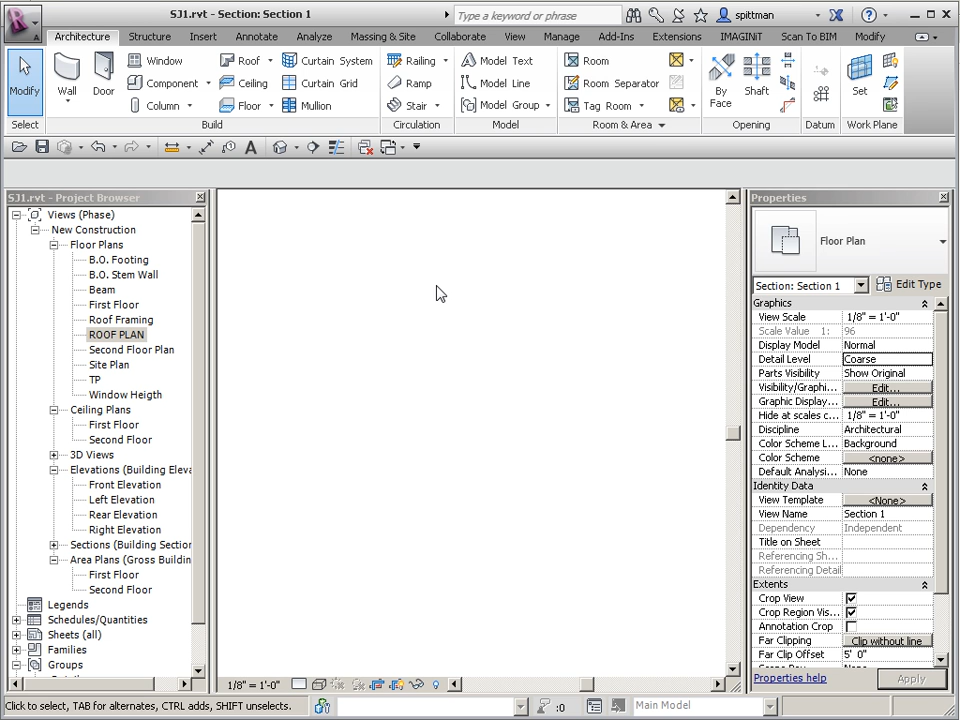 SJ1.rvt - Section: Section 1
Type a keyword or phrase
spittman
Architecture Structure Insert Annotate Analyze Massing & Site Collaborate View Manage Add-Ins Extensions IMAGINiT Scan To BIM Modify
Modify
Wall
Door
Window
Component
Column
Roof
Ceiling
Floor
Curtain System
Curtain Grid
Mullion
Railing
Ramp
Stair
Model Text
Model Line
Model Group
Room
Room Separator
Tag Room
By Face
Shaft
Set
Select Build Circulation Model Room & Area Opening Datum Work Plane
SJ1.rvt - Project Browser
Views (Phase)
New Construction
Floor Plans
B.O. Footing
B.O. Stem Wall
Beam
First Floor
Roof Framing
ROOF PLAN
Second Floor Plan
Site Plan
TP
Window Heigth
Ceiling Plans
First Floor
Second Floor
3D Views
Elevations (Building Eleva
Front Elevation
Left Elevation
Rear Elevation
Right Elevation
Sections (Building Section
Area Plans (Gross Buildin
First Floor
Second Floor
Legends
Schedules/Quantities
Sheets (all)
Families
Groups
Properties
Floor Plan
Section: Section 1 Edit Type
Graphics
View Scale 1/8" = 1'-0"
Scale Value 1: 96
Display Model Normal
Detail Level Coarse
Parts Visibility Show Original
Visibility/Graphi... Edit...
Graphic Display... Edit...
Hide at scales c... 1/8" = 1'-0"
Discipline Architectural
Color Scheme L... Background
Color Scheme <none>
Default Analysi... None
Identity Data
View Template <None>
View Name Section 1
Dependency Independent
Title on Sheet
Referencing Sh...
Referencing Detail
Extents
Crop View
Crop Region Vis...
Annotation Crop
Far Clipping Clip without line
Far Clip Offset 5' 0"
Properties help Apply
1/8" = 1'-0"
Click to select, TAB for alternates, CTRL adds, SHIFT unselects.
:0
Main Model